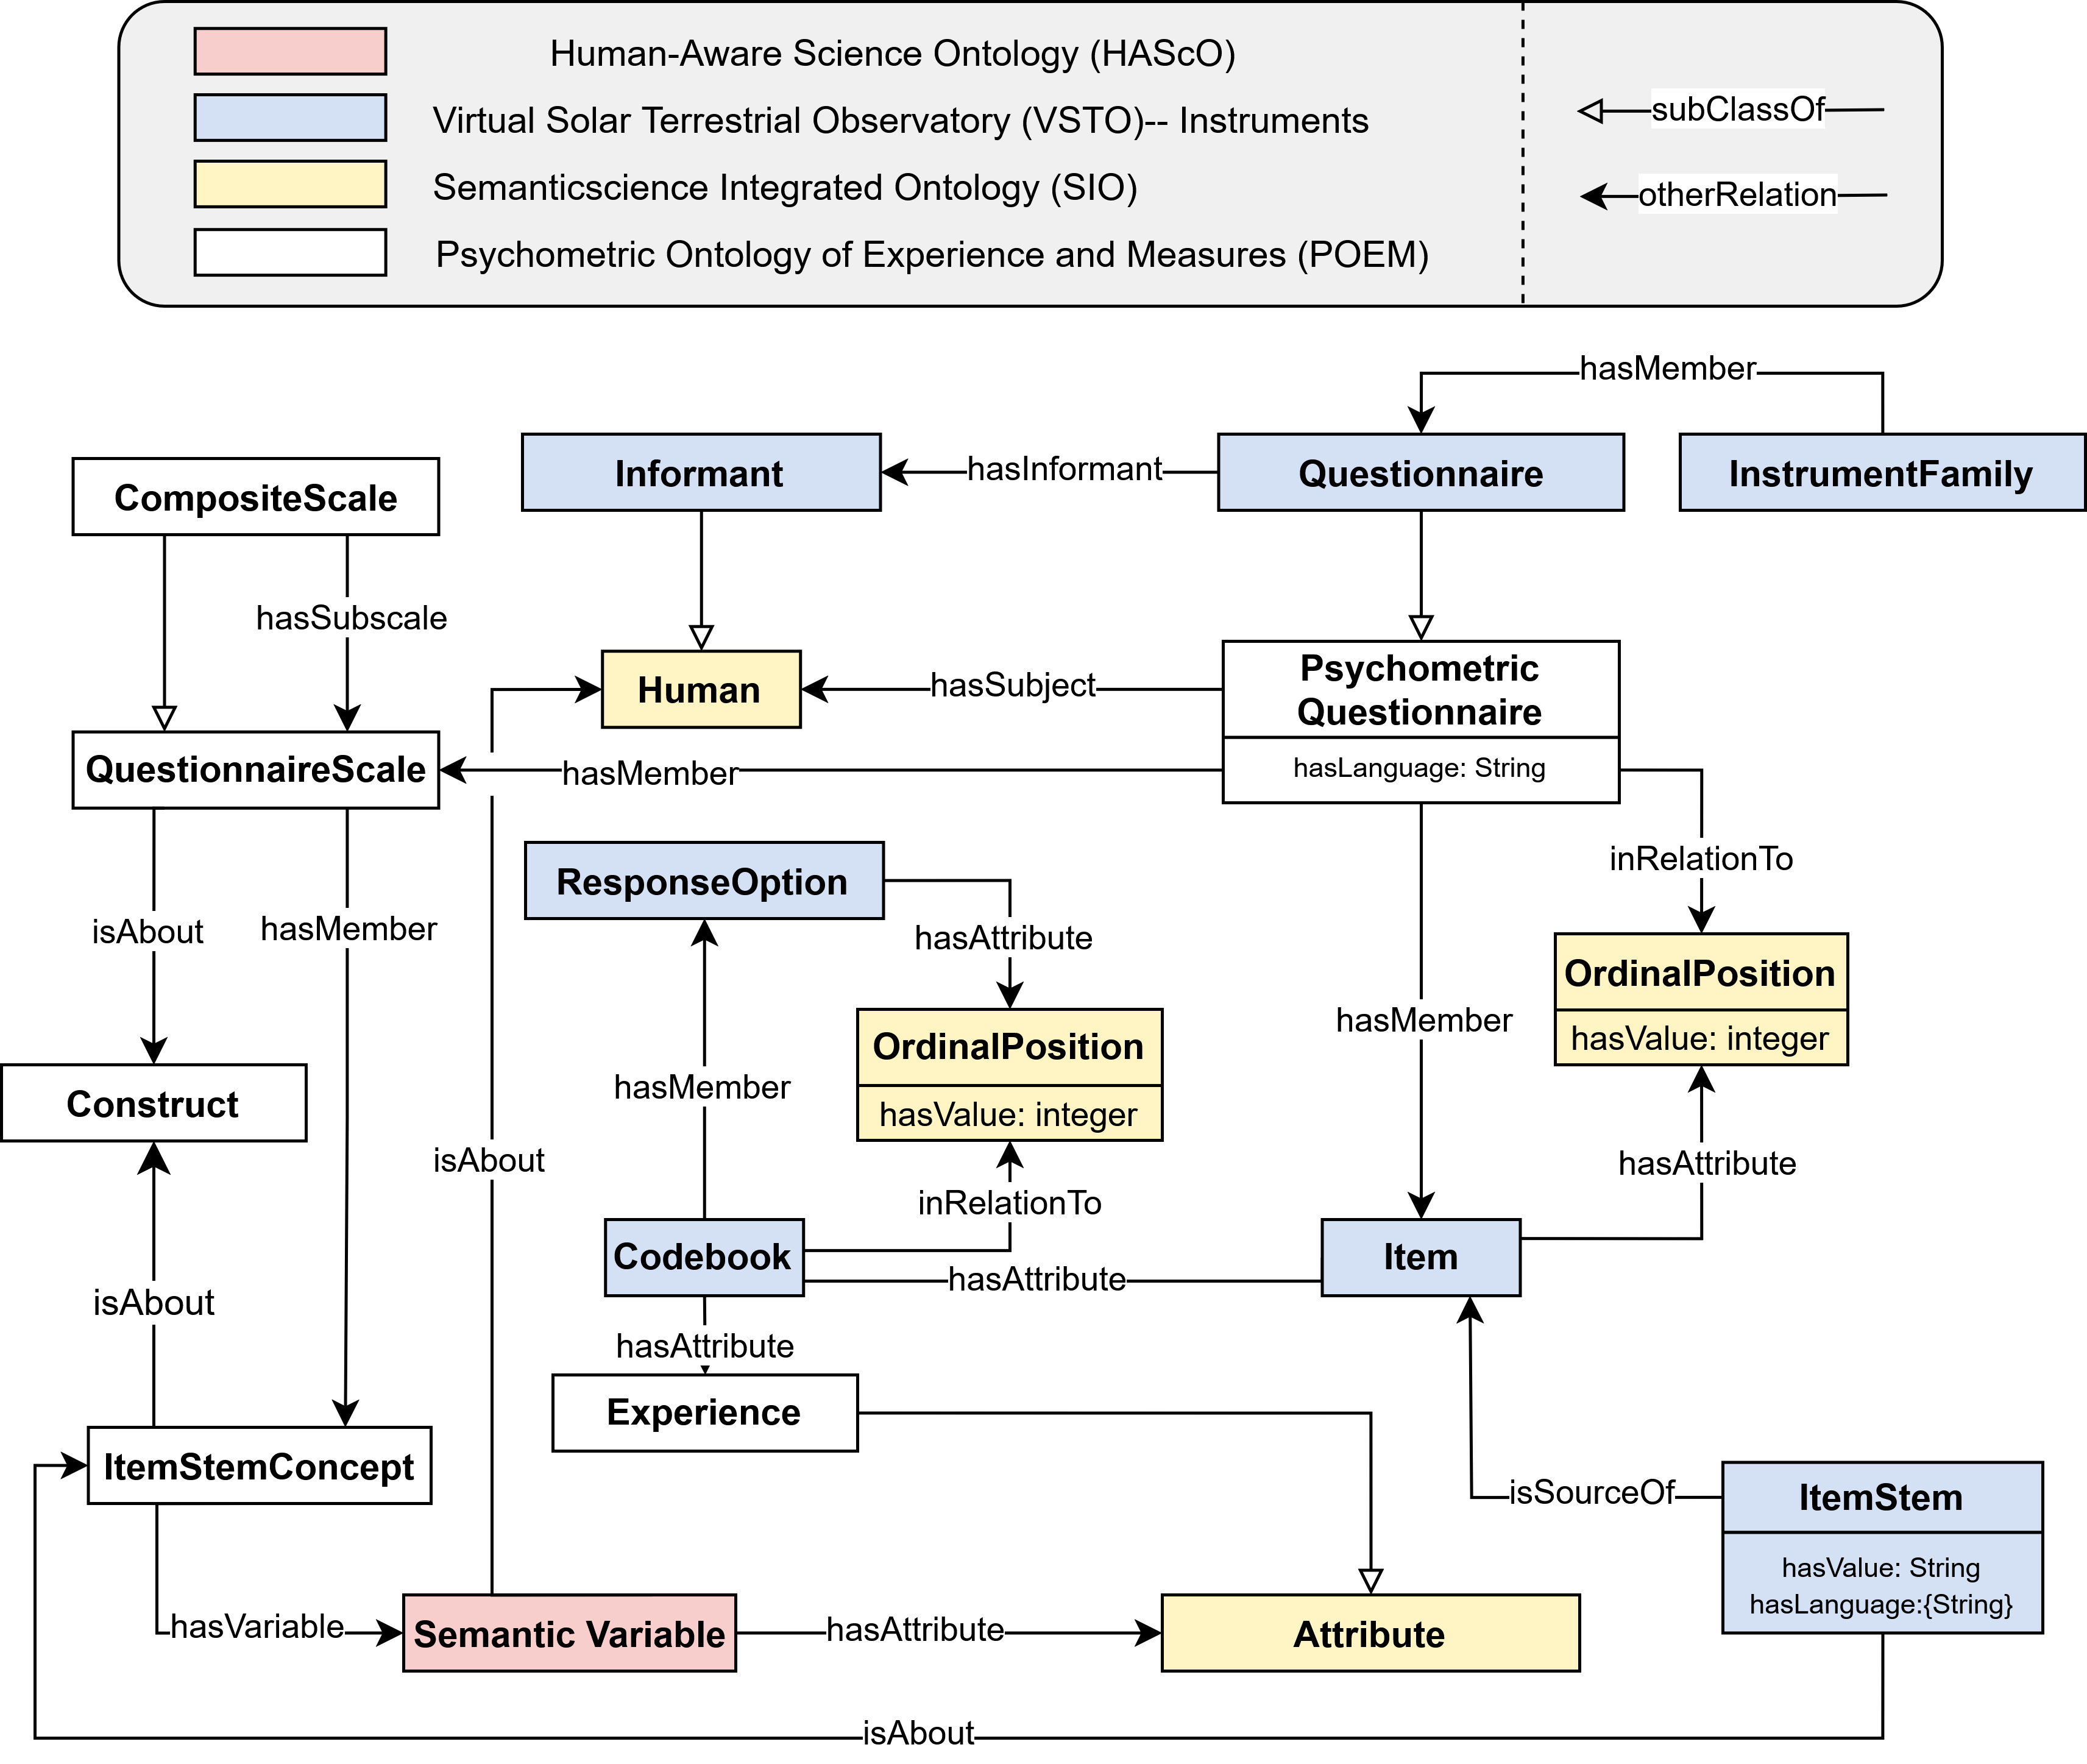 Human-Aware Science Ontology (HAScO)
Virtual Solar Terrestrial Observatory (VSTO)-- Instruments
Semanticscience Integrated Ontology (SIO)
Psychometric Ontology of Experience and Measures (POEM)
subClassOf
otherRelation
hasMember
CompositeScale
Informant
hasInformant
Questionnaire
InstrumentFamily
hasSubscale
Human
hasSubject
Psychometric
Questionnaire
hasLanguage: String
QuestionnaireScale
hasMember
inRelationTo
ResponseOption
hasAttribute
isAbout
hasMember
OrdinalPosition
hasValue: integer
hasMember
OrdinalPosition
hasValue: integer
hasMember
Construct
isAbout
inRelationTo
hasAttribute
Codebook
hasAttribute
Item
isAbout
hasAttribute
Experience
ItemStemConcept
isSourceOf
ItemStem
hasValue: String
hasLanguage:{String}
hasVariable
Semantic Variable
hasAttribute
Attribute
isAbout